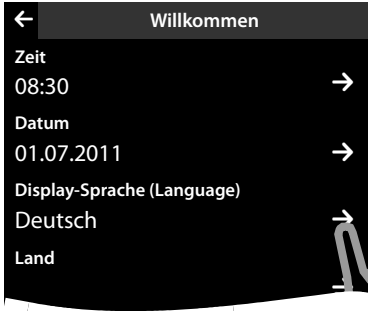 Willkommen
Zeit
08:30
Datum
01.07.2011
Display-Sprache (Language)
Deutsch
Land